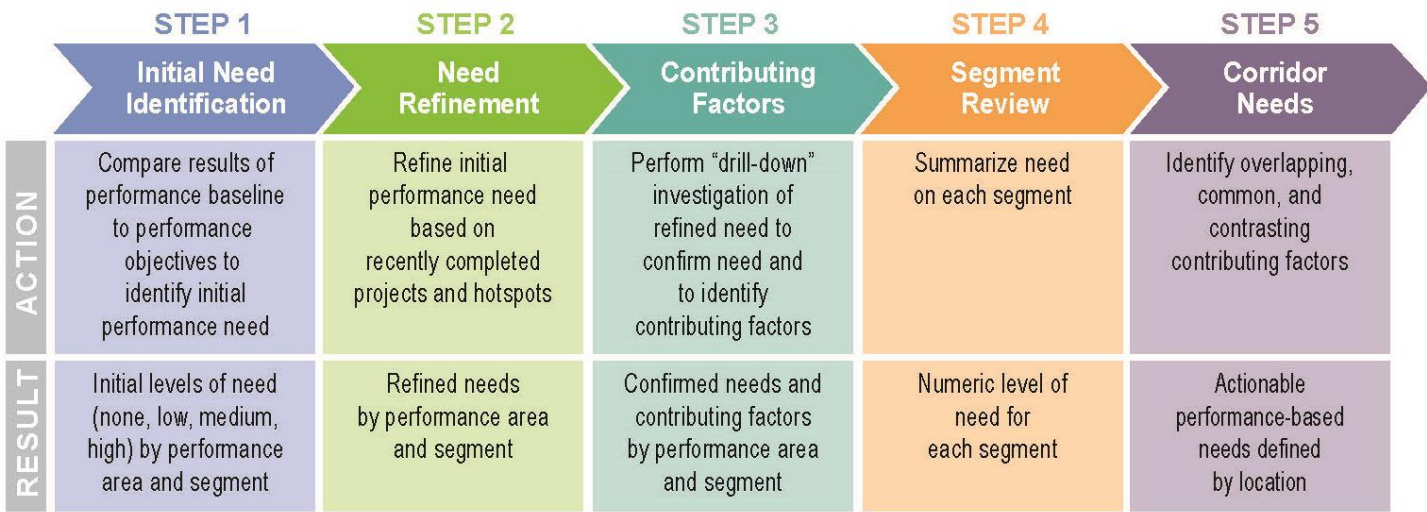 STEP 1
STEP 2
STEP 3
STEP 4
STEP 5
Initial Need
Identification
Need
Refinement
Contributing
Factors
Segment
Review
Corridor
Needs
ACTION
Compare results of
performance baseline
to performance
objectives to
identify initial
performance need
Refine initial
performance need
based on
recently completed
projects and hotspots
Perform “drill-down”
investigation of
refined need to
confirm need and
to identify
contributing factors
Summarize need
on each segment
Identify overlapping,
common, and
contrasting
contributing factors
RESULT
Initial levels of need
(none, low, medium,
high) by performance
area and segment
Refined needs
by performance area
and segment
Confirmed needs and
contributing factors
by performance area
and segment
Numeric level of
need for
each segment
Actionable
performance-based
needs defined
by location